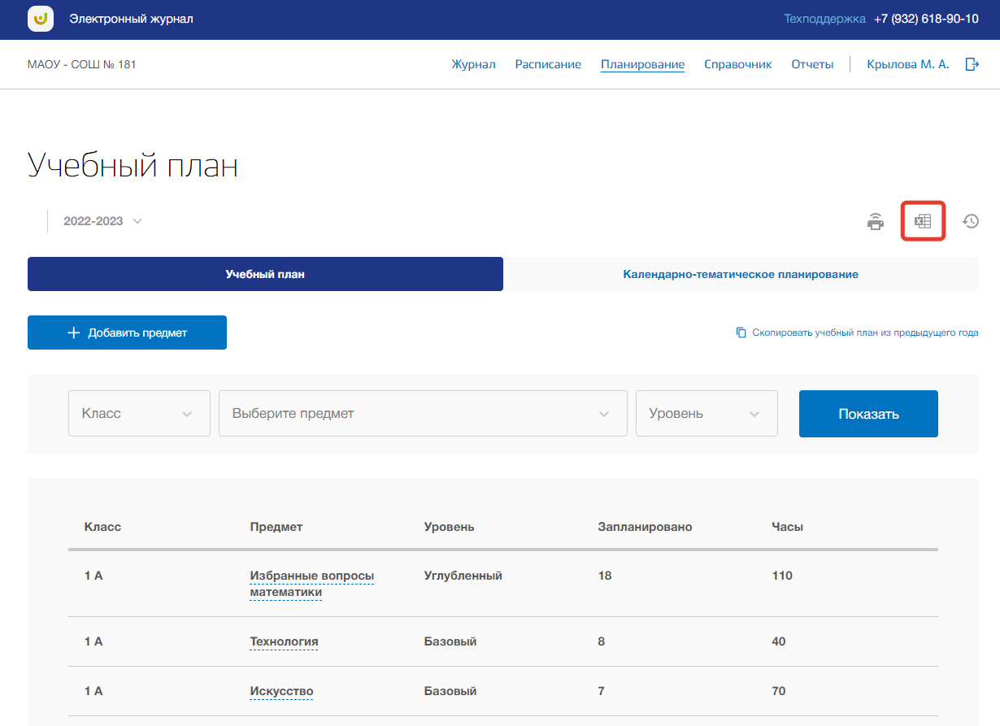 Электронный журнал
Техподдержка +7 (932) 618-90-10
МАОУ - СОШ № 181
Журнал Расписание Планирование Справочник Отчеты Крылова М. А.
Учебный план
2022-2023
Учебный план Календарно-тематическое планирование
Добавить предмет Скопировать учебный план из предыдущего года
Класс Выберите предмет Уровень Показать
Класс Предмет Уровень Запланировано Часы
1 А Избранные вопросы Углубленный 18 110
математики
1 А Технология Базовый 8 40
1 А Искусство Базовый 7 70